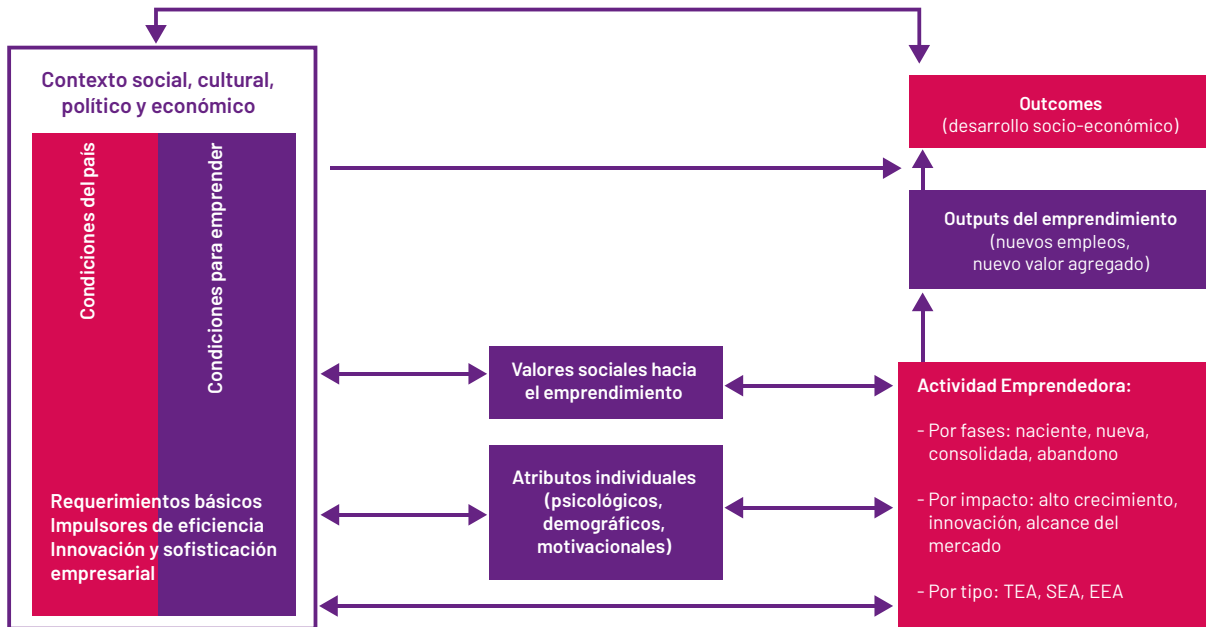 Contexto social, cultural,
político y económico
Condiciones del país
Condiciones para emprender
Requerimientos básicos
Impulsores de eficiencia
Innovación y sofisticación
empresarial
Valores sociales hacia
el emprendimiento
Atributos individuales
(psicológicos,
demográficos,
motivacionales)
Outcomes
(desarrollo socio-económico)
Outputs del emprendimiento
(nuevos empleos,
nuevo valor agregado)
Actividad Emprendedora:
- Por fases: naciente, nueva,
consolidada, abandono
- Por impacto: alto crecimiento,
innovación, alcance del
mercado
- Por tipo: TEA, SEA, EEA